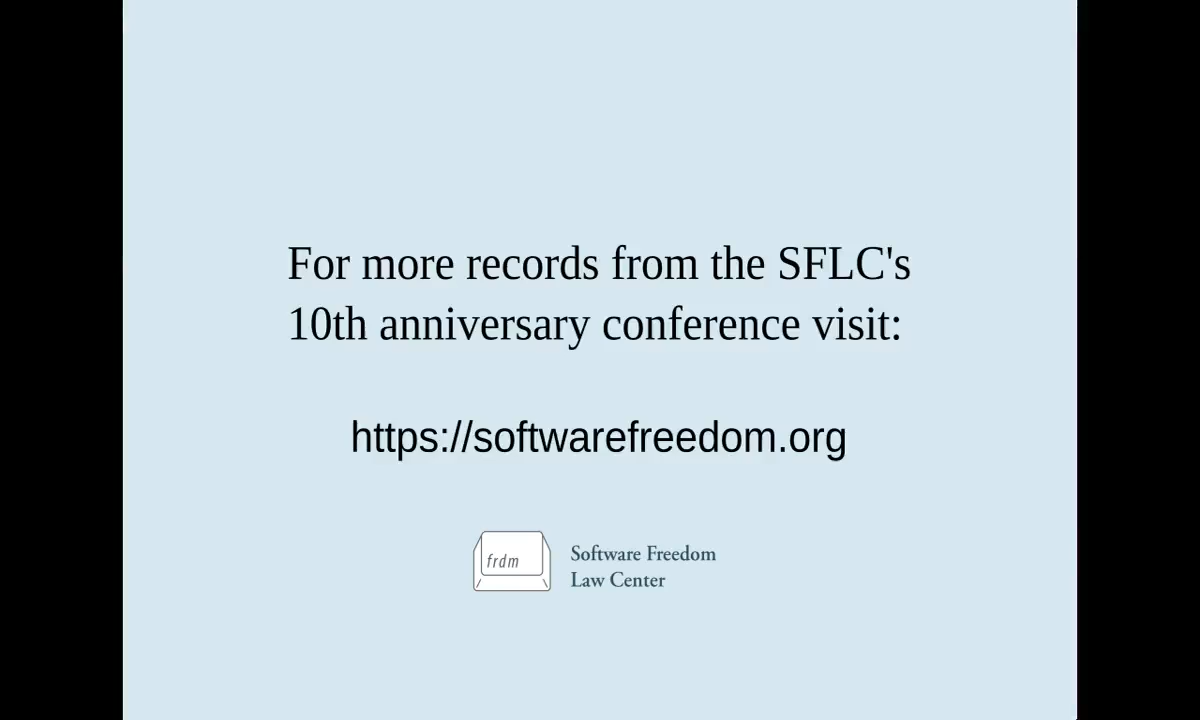 For more records from the SFLC's
10th anniversary conference visit:
https://softwarefreedom.org
frdm
Software Freedom
Law Center